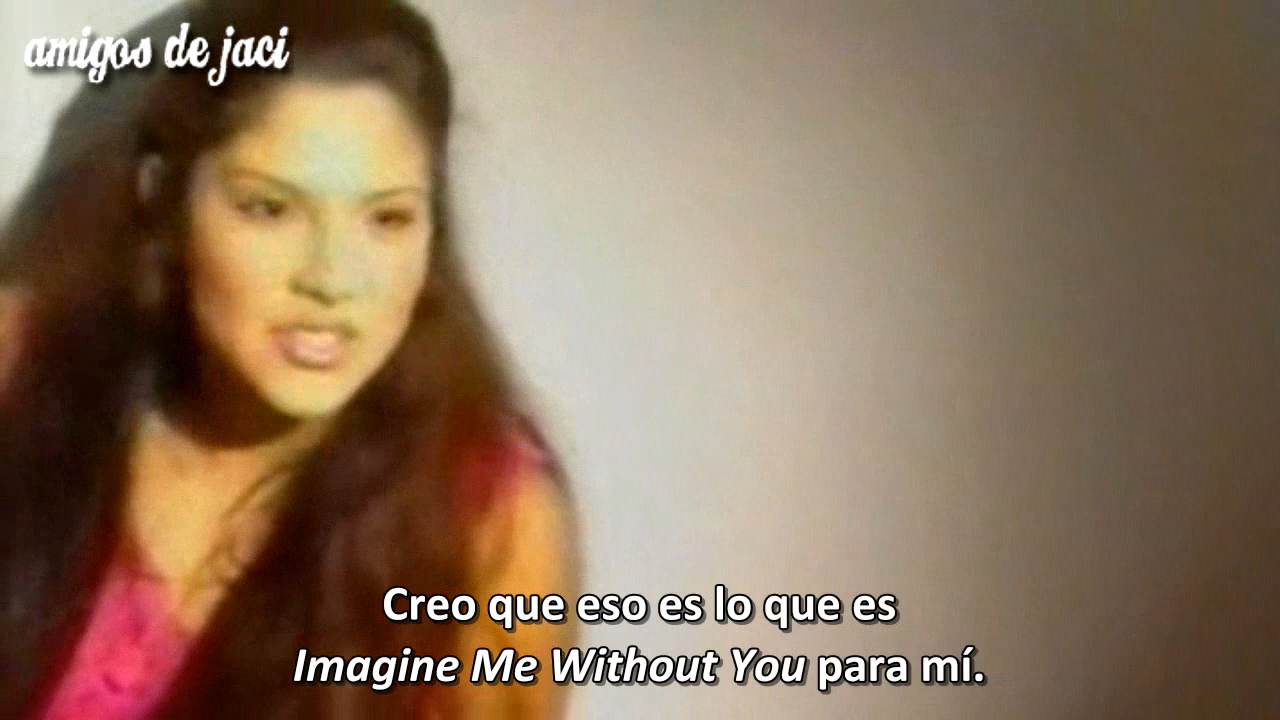 amigos de jaci
Creo que eso es lo que es
Imagine Me Without You para mí.